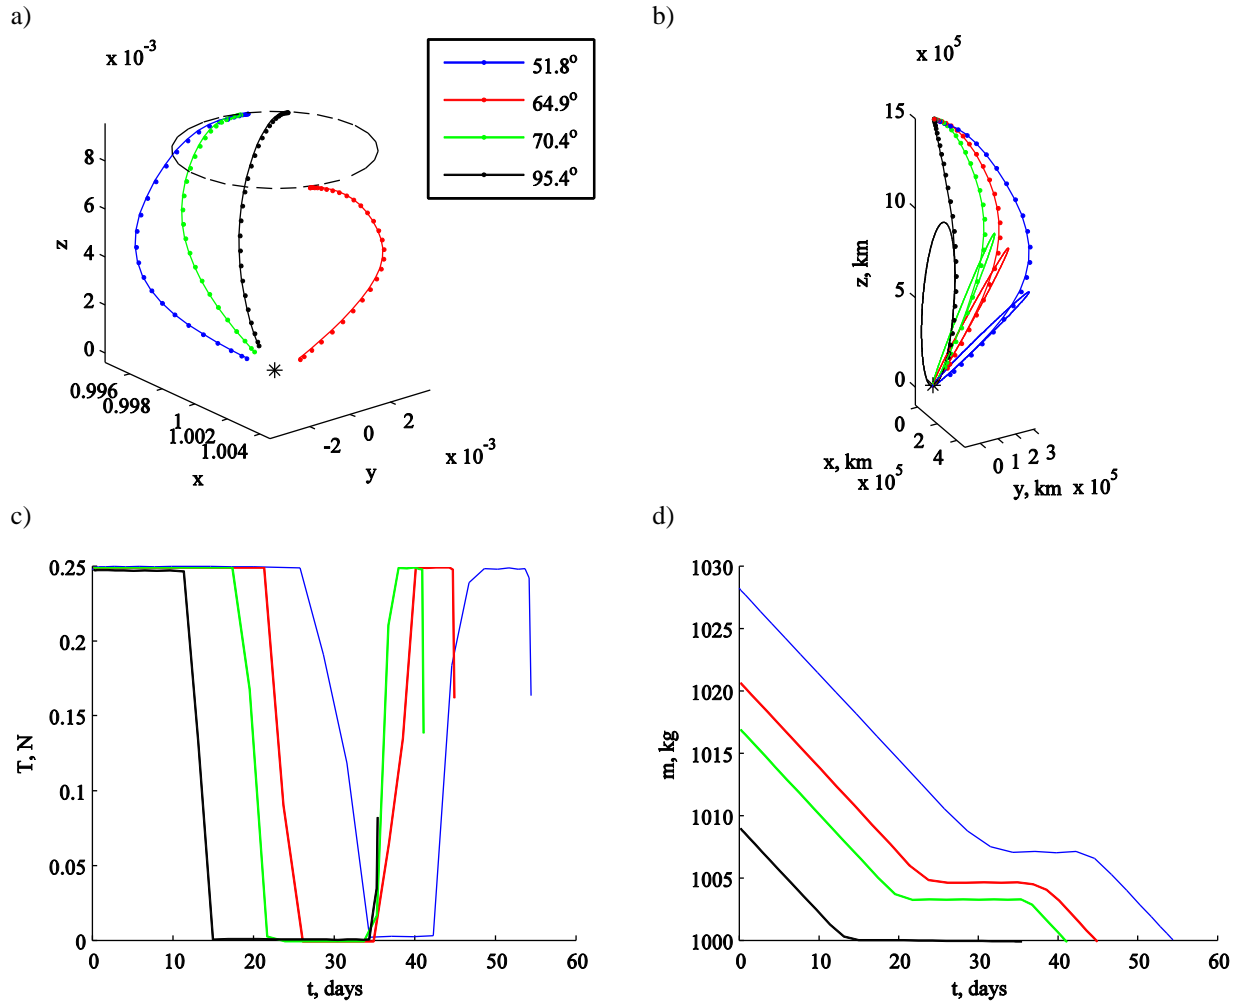 a)
x 10-3
8
6
4
2
0
z
0.996
0.998
1
1.002
1.004
x
-2
0
2
y
x 10-3
51.8o
64.9o
70.4o
95.4o
b)
x 105
15
10
5
0
z, km
0
2
4
x, km
x 105
0 1 2 3
y, km x 105
c)
0.25
0.2
0.15
0.1
0.05
0
T, N
0 10 20 30 40 50 60
t, days
d)
1030
1025
1020
1015
1010
1005
1000
m, kg
0 10 20 30 40 50 60
t, days